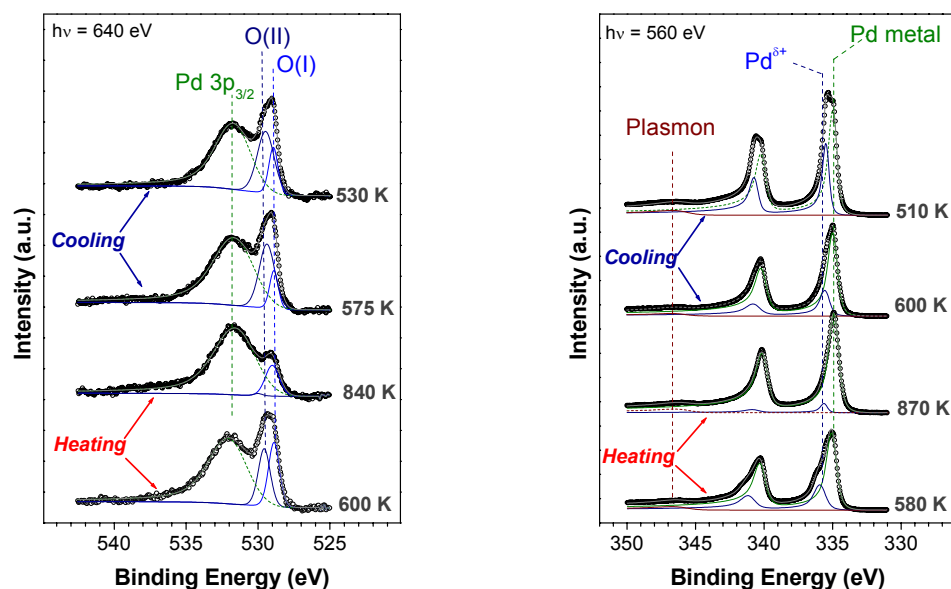 hν = 640 eV
O(II)
O(I)
Pd 3p3/2
530 K
Cooling
575 K
840 K
Heating
600 K
Intensity (a.u.)
540 535 530 525
Binding Energy (eV)
hν = 560 eV
Pd metal
Pdδ+
Plasmon
510 K
Cooling
600 K
870 K
Heating
580 K
Intensity (a.u.)
350 345 340 335 330
Binding Energy (eV)